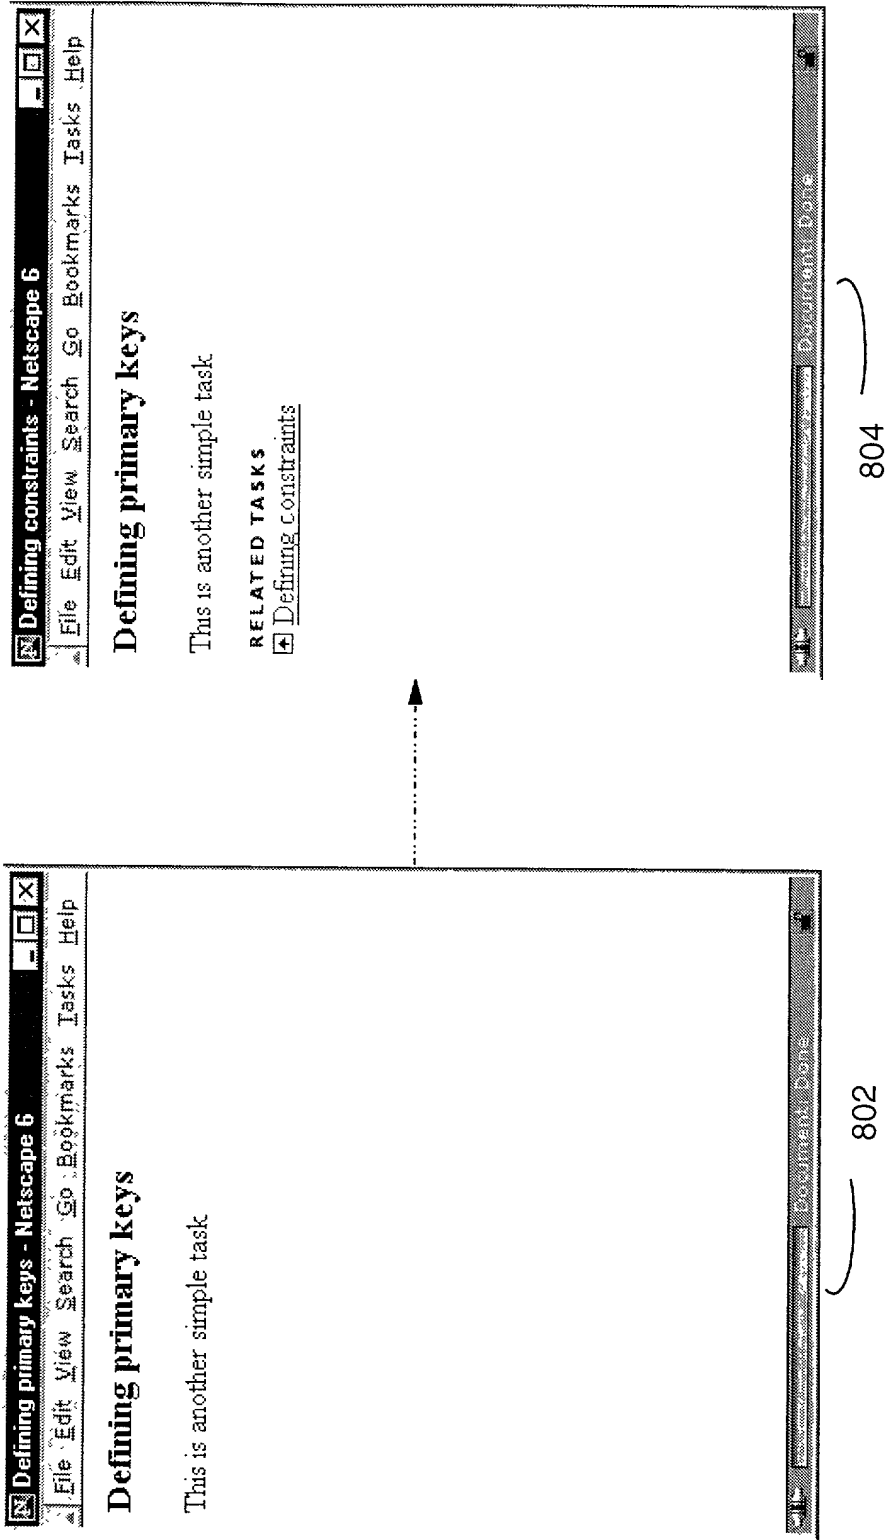 Defining primary keys - Netscape 6
File Edit View Search Go Bookmarks Tasks Help
Defining primary keys
This is another simple task
Document: Done
802
Defining constraints - Netscape 6
File Edit View Search Go Bookmarks Tasks Help
Defining primary keys
This is another simple task
RELATED TASKS
Defining constraints
Document: Done
804